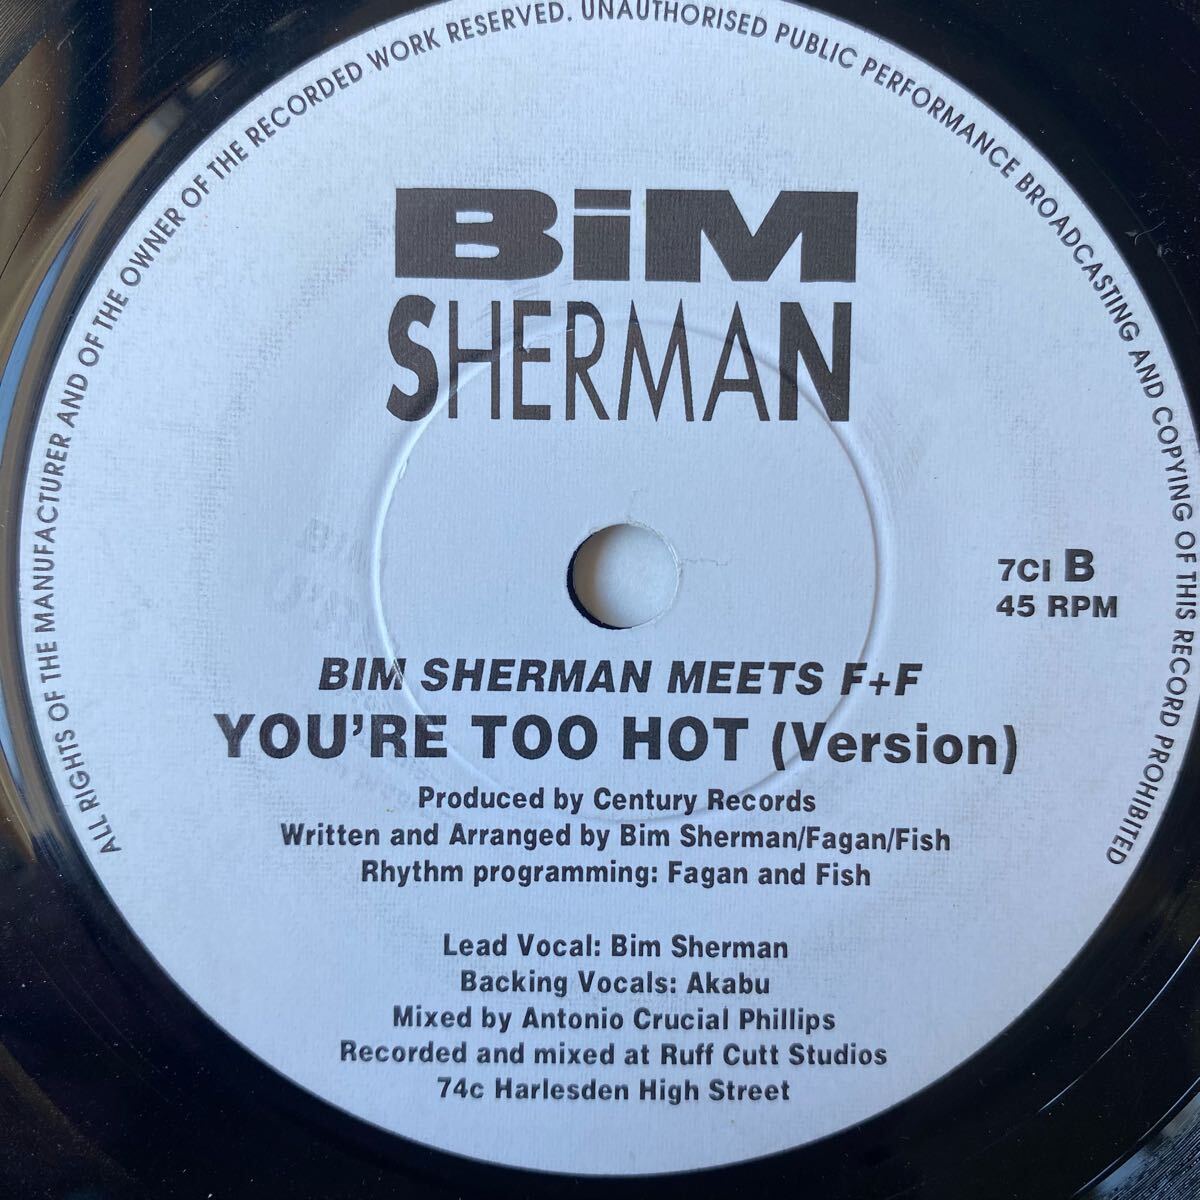 ALL RIGHTS OF THE MANUFACTURER AND OF THE OWNER OF THE RECORDED WORK RESERVED. UNAUTHORISED PUBLIC PERFORMANCE BROADCASTING AND COPYING OF THIS RECORD PROHIBITED
BiM
SHERMAN
7CI B
45 RPM
BIM SHERMAN MEETS F+F
YOU'RE TOO HOT (Version)
Produced by Century Records
Written and Arranged by Bim Sherman/Fagan/Fish
Rhythm programming: Fagan and Fish
Lead Vocal: Bim Sherman
Backing Vocals: Akabu
Mixed by Antonio Crucial Phillips
Recorded and mixed at Ruff Cutt Studios
74c Harlesden High Street